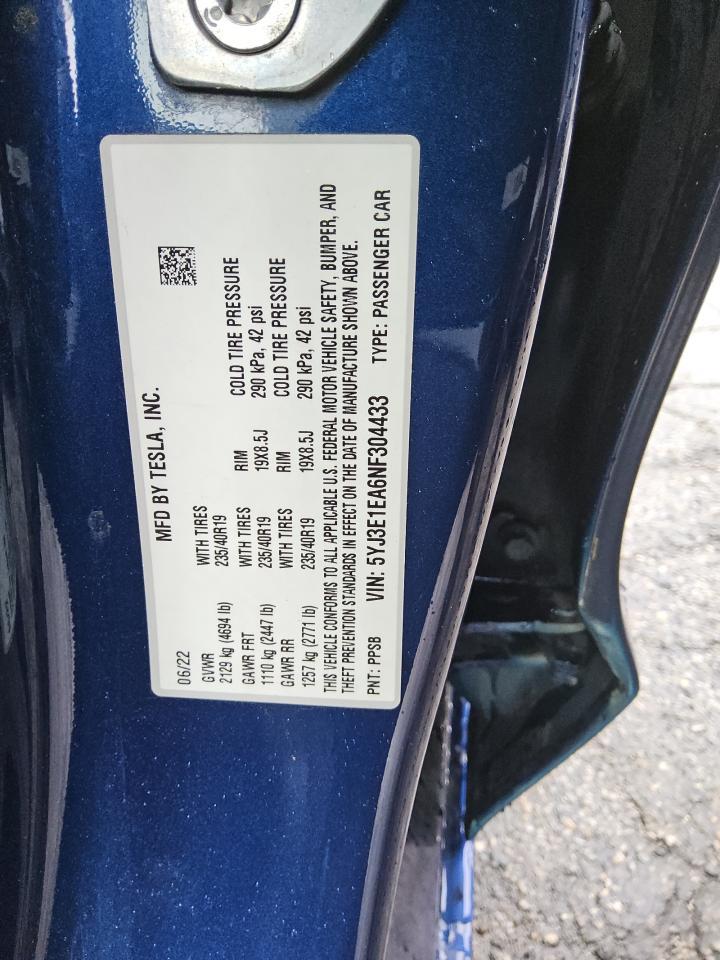 MFD BY TESLA, INC.
06/22
GVWR WITH TIRES
2129 kg (4694 lb) 235/40R19
GAWR FRT WITH TIRES RIM COLD TIRE PRESSURE
1110 kg (2447 lb) 235/40R19 19X8.5J 290 kPa, 42 psi
GAWR RR WITH TIRES RIM COLD TIRE PRESSURE
1257 kg (2771 lb) 235/40R19 19X8.5J 290 kPa, 42 psi
THIS VEHICLE CONFORMS TO ALL APPLICABLE U.S. FEDERAL MOTOR VEHICLE SAFETY, BUMPER, AND
THEFT PREVENTION STANDARDS IN EFFECT ON THE DATE OF MANUFACTURE SHOWN ABOVE.
PNT: PPSB VIN: 5YJ3E1EA6NF304433 TYPE: PASSENGER CAR